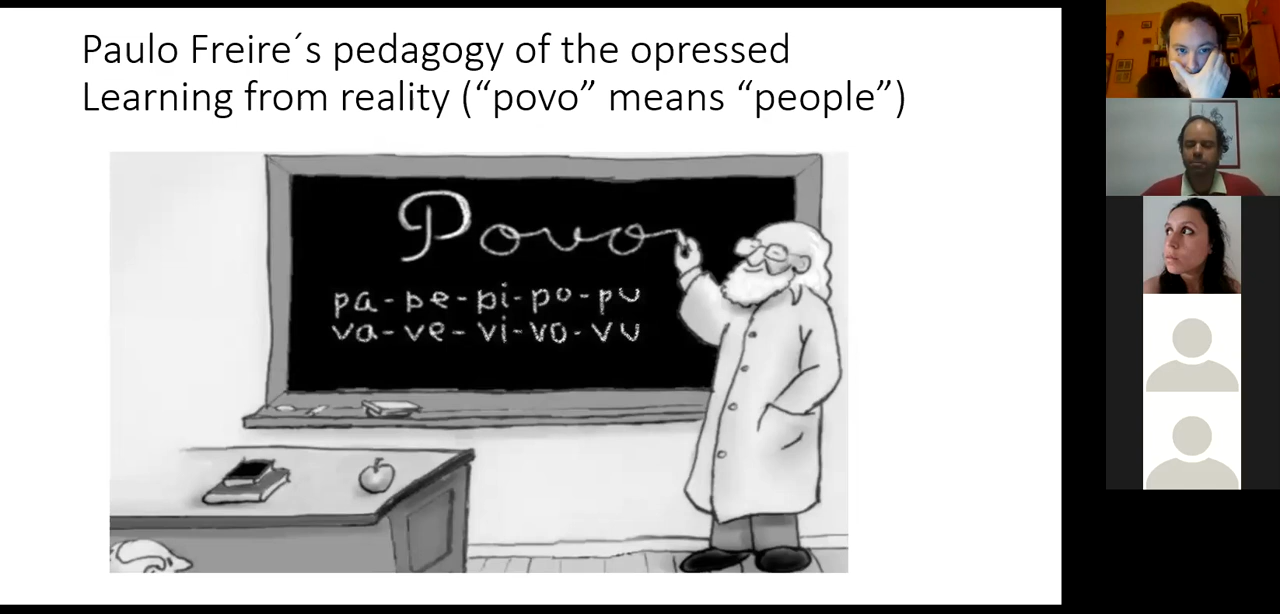 Paulo Freire´s pedagogy of the opressed
Learning from reality (“povo” means “people”)
Povo
pa-pe-pi-po-pu
va-ve-vi-vo-vu